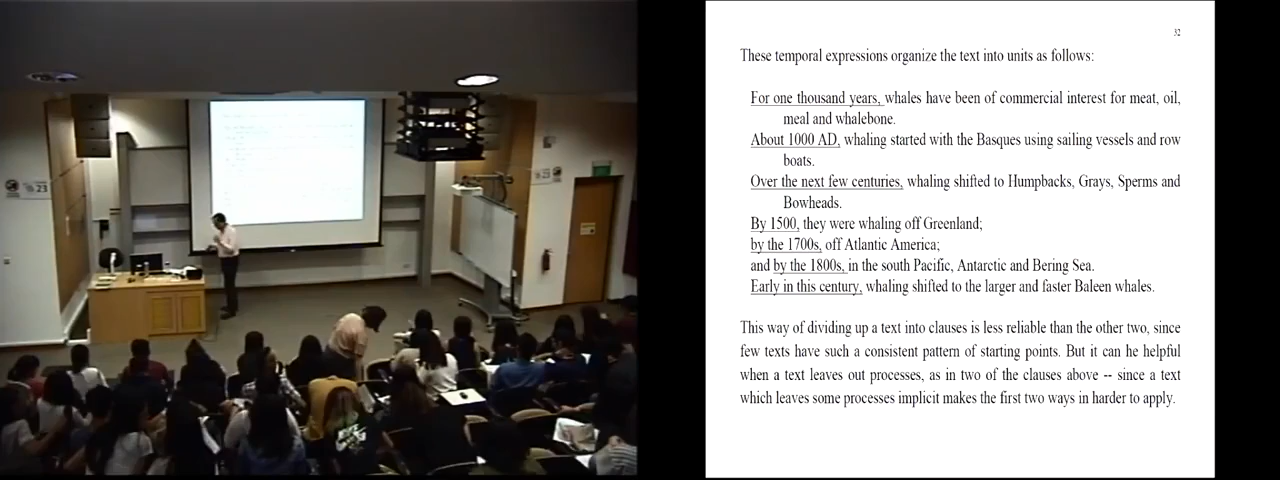 32
These temporal expressions organize the text into units as follows:
For one thousand years, whales have been of commercial interest for meat, oil,
meal and whalebone.
About 1000 AD, whaling started with the Basques using sailing vessels and row
boats.
Over the next few centuries, whaling shifted to Humpbacks, Grays, Sperms and
Bowheads.
By 1500, they were whaling off Greenland;
by the 1700s, off Atlantic America;
and by the 1800s, in the south Pacific, Antarctic and Bering Sea.
Early in this century, whaling shifted to the larger and faster Baleen whales.
This way of dividing up a text into clauses is less reliable than the other two, since
few texts have such a consistent pattern of starting points. But it can he helpful
when a text leaves out processes, as in two of the clauses above -- since a text
which leaves some processes implicit makes the first two ways in harder to apply.
23
23